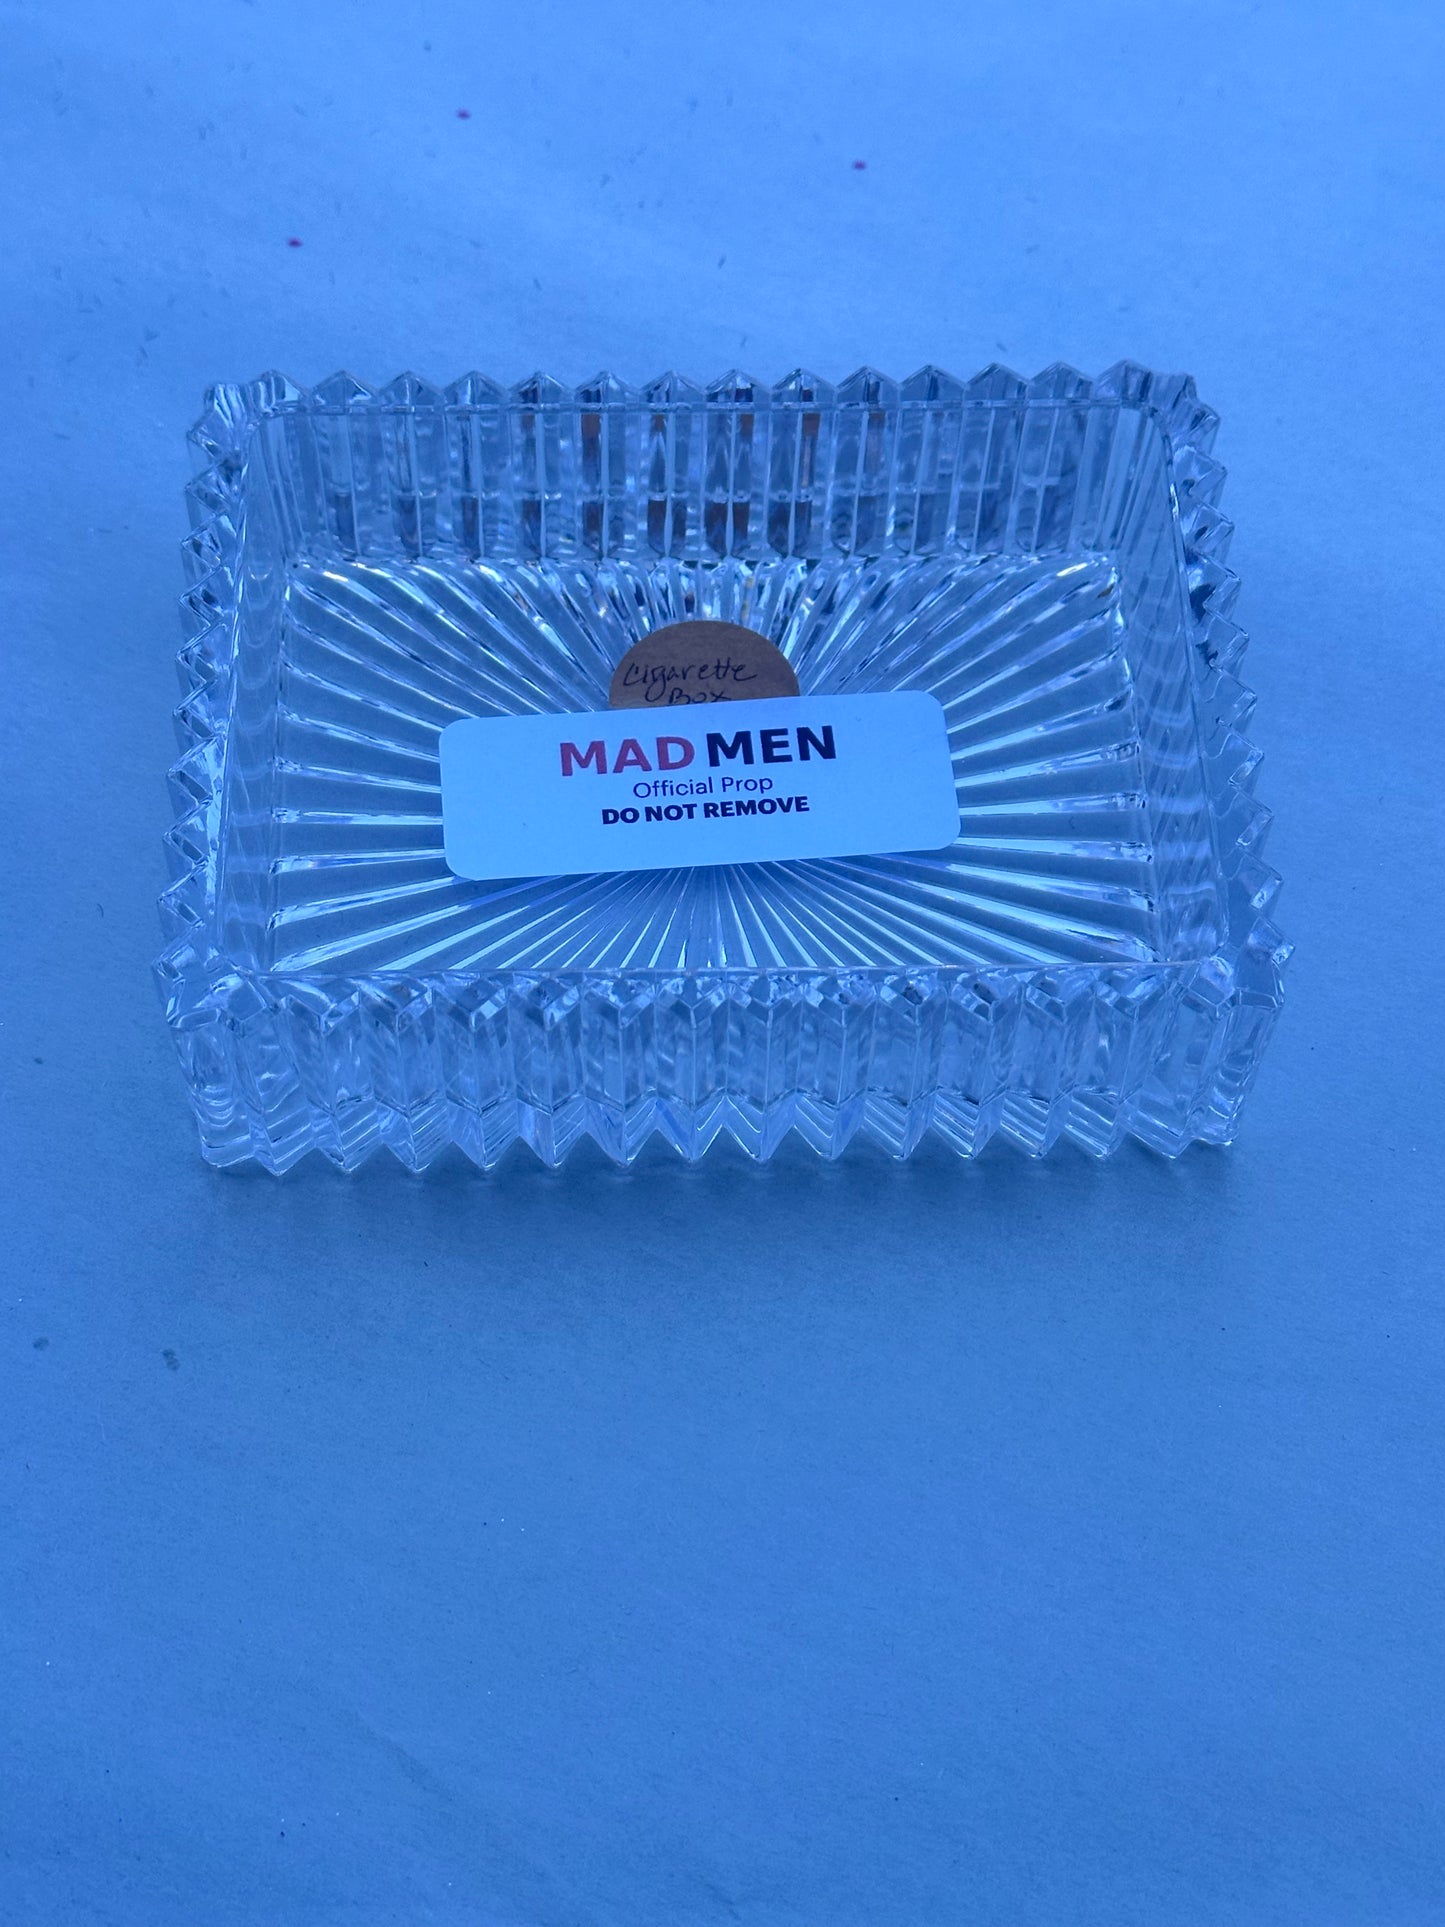 Cigarette
Box
MAD MEN
Official Prop
DO NOT REMOVE